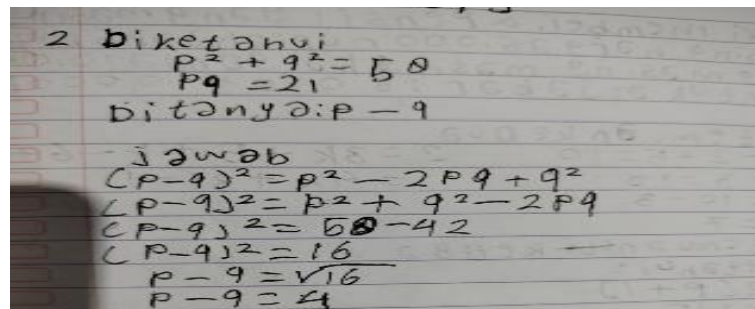 2 Diketahui
p² + q² = 58
pq = 21
Ditanya: p - q
- Jawab
(p-q)² = p² - 2pq + q²
(p-q)² = p² + q² - 2pq
(p-q)² = 58 - 42
(p-q)² = 16
p - q = √16
p - q = 4